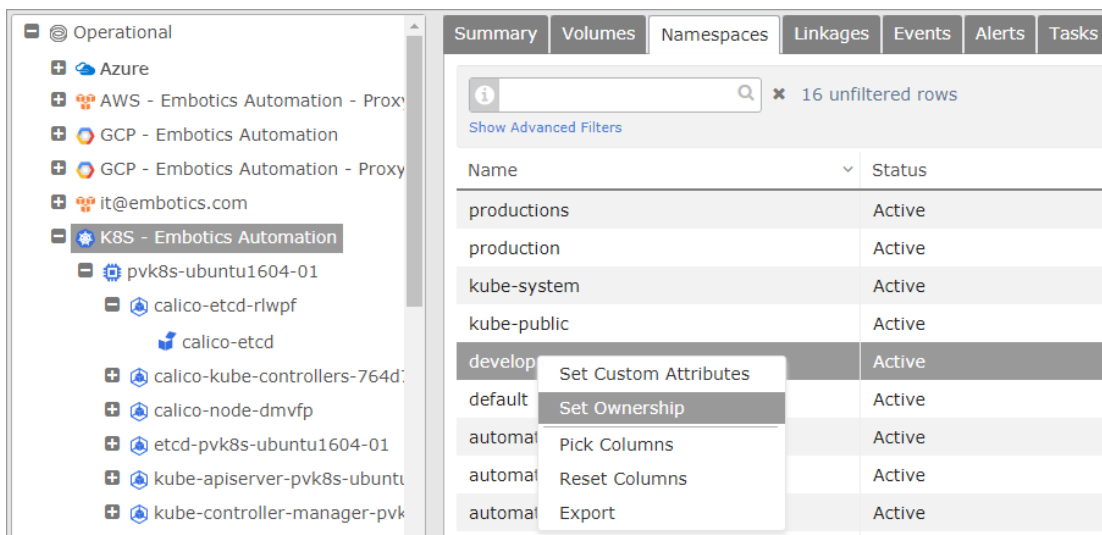 Operational
Azure
AWS - Embotics Automation - Proxy
GCP - Embotics Automation
GCP - Embotics Automation - Proxy
it@embotics.com
K8S - Embotics Automation
pvk8s-ubuntu1604-01
calico-etcd-rlwpf
calico-etcd
calico-kube-controllers-764d7
calico-node-dmvfp
etcd-pvk8s-ubuntu1604-01
kube-apiserver-pvk8s-ubuntu
kube-controller-manager-pvk
Summary Volumes Namespaces Linkages Events Alerts Tasks
16 unfiltered rows
Show Advanced Filters
Name Status
productions Active
production Active
kube-system Active
kube-public Active
develop Active
default Active
automat Active
automat Active
automat Active
Set Custom Attributes
Set Ownership
Pick Columns
Reset Columns
Export